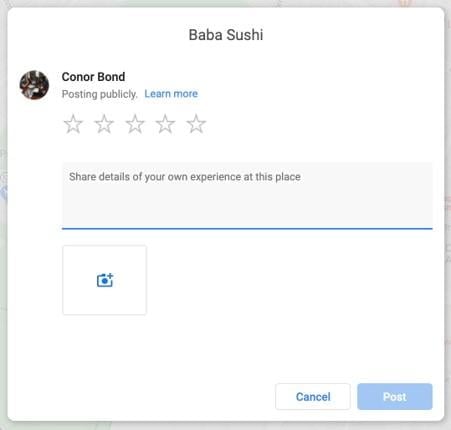 Baba Sushi
Conor Bond
Posting publicly. Learn more
Share details of your own experience at this place
Cancel Post